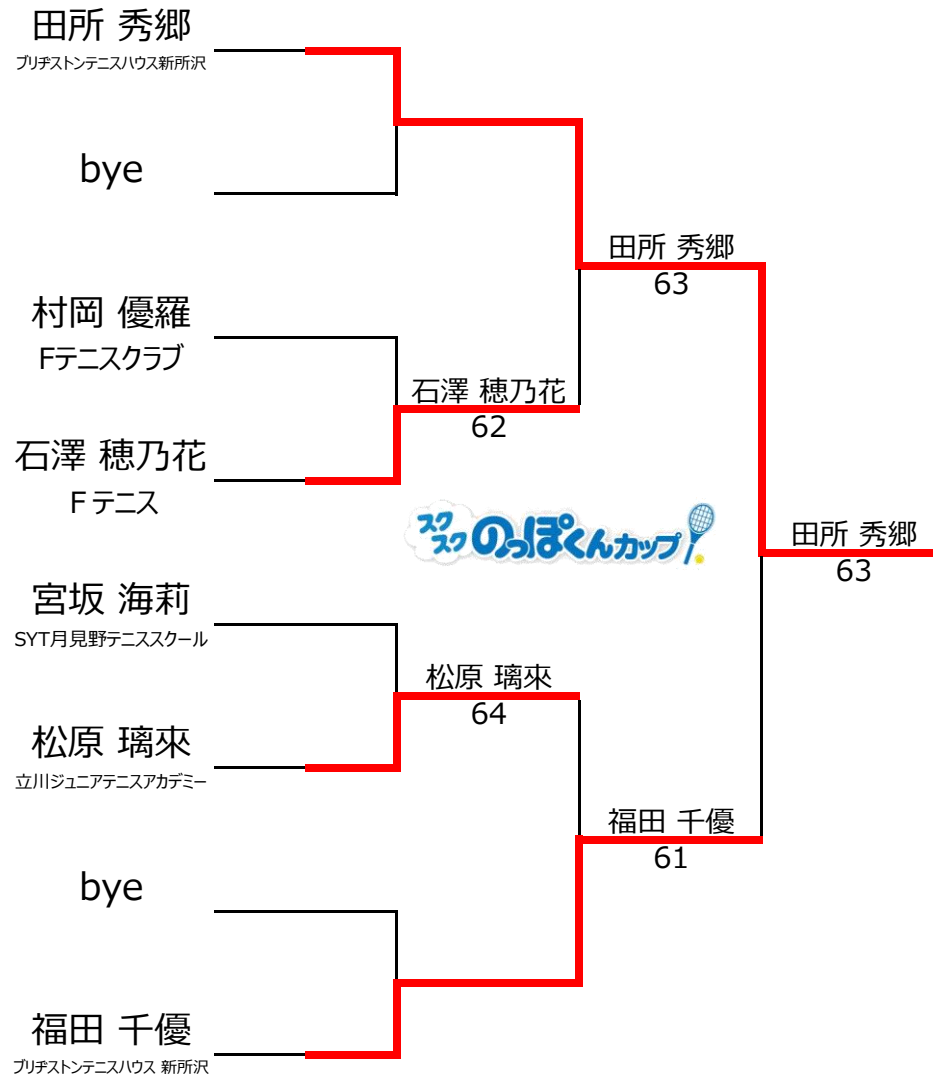 田所 秀郷
ブリヂストンテニスハウス新所沢
bye
田所 秀郷
63
村岡 優羅
Fテニスクラブ
石澤 穂乃花
62
石澤 穂乃花
F テニス
スクスク のっぽくんカップ
田所 秀郷
63
宮坂 海莉
SYT月見野テニススクール
松原 璃來
64
松原 璃來
立川ジュニアテニスアカデミー
福田 千優
61
bye
福田 千優
ブリヂストンテニスハウス 新所沢